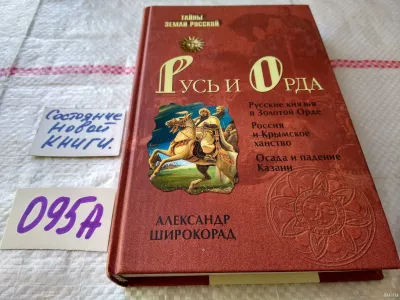 ТАЙНЫ
ЗЕМЛИ РУССКОЙ
РУСЬ И ОРДА
Русские князья
в Золотой Орде
Россия
и Крымское
ханство
Осада и падение
Казани
АЛЕКСАНДР
ШИРОКОРАД
Состояние
новой
книги.
095А